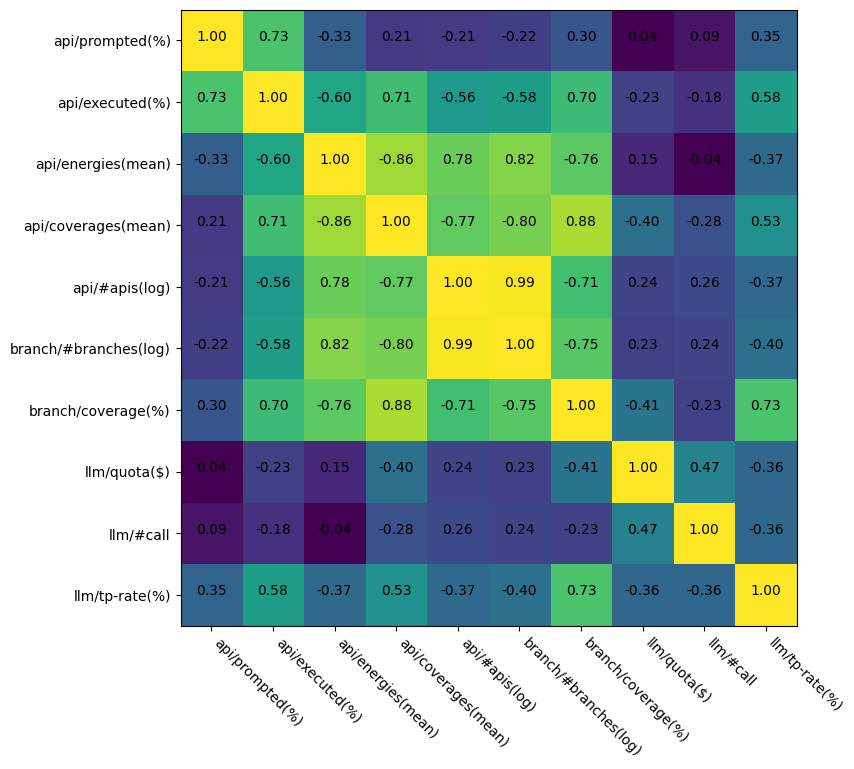 api/prompted(%) 1.00 0.73 -0.33 0.21 -0.21 -0.22 0.30 0.04 0.09 0.35
api/executed(%) 0.73 1.00 -0.60 0.71 -0.56 -0.58 0.70 -0.23 -0.18 0.58
api/energies(mean) -0.33 -0.60 1.00 -0.86 0.78 0.82 -0.76 0.15 -0.04 -0.37
api/coverages(mean) 0.21 0.71 -0.86 1.00 -0.77 -0.80 0.88 -0.40 -0.28 0.53
api/#apis(log) -0.21 -0.56 0.78 -0.77 1.00 0.99 -0.71 0.24 0.26 -0.37
branch/#branches(log) -0.22 -0.58 0.82 -0.80 0.99 1.00 -0.75 0.23 0.24 -0.40
branch/coverage(%) 0.30 0.70 -0.76 0.88 -0.71 -0.75 1.00 -0.41 -0.23 0.73
llm/quota($) 0.04 -0.23 0.15 -0.40 0.24 0.23 -0.41 1.00 0.47 -0.36
llm/#call 0.09 -0.18 -0.04 -0.28 0.26 0.24 -0.23 0.47 1.00 -0.36
llm/tp-rate(%) 0.35 0.58 -0.37 0.53 -0.37 -0.40 0.73 -0.36 -0.36 1.00
api/prompted(%)
api/executed(%)
api/energies(mean)
api/coverages(mean)
api/#apis(log)
branch/#branches(log)
branch/coverage(%)
llm/quota($)
llm/#call
llm/tp-rate(%)